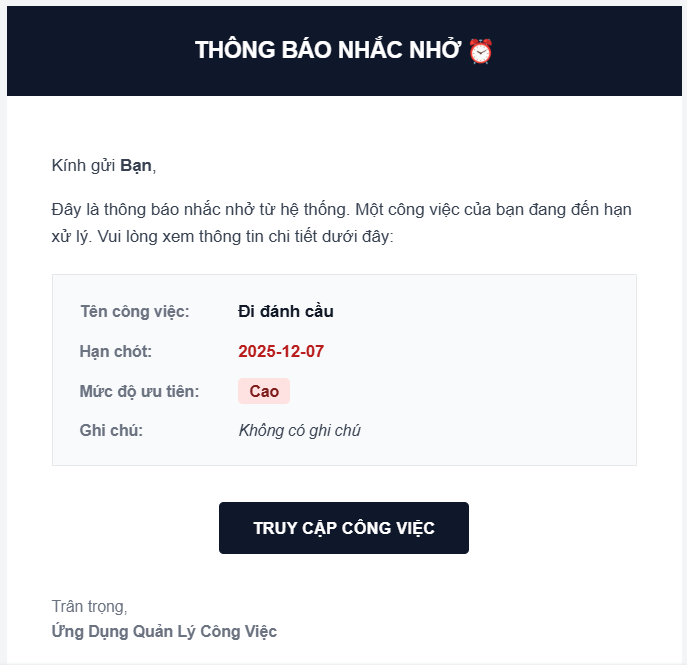 THÔNG BÁO NHẮC NHỞ ⏰
Kính gửi Bạn,
Đây là thông báo nhắc nhở từ hệ thống. Một công việc của bạn đang đến hạn
xử lý. Vui lòng xem thông tin chi tiết dưới đây:
Tên công việc: Đi đánh cầu
Hạn chót: 2025-12-07
Mức độ ưu tiên: Cao
Ghi chú: Không có ghi chú
TRUY CẬP CÔNG VIỆC
Trân trọng,
Ứng Dụng Quản Lý Công Việc